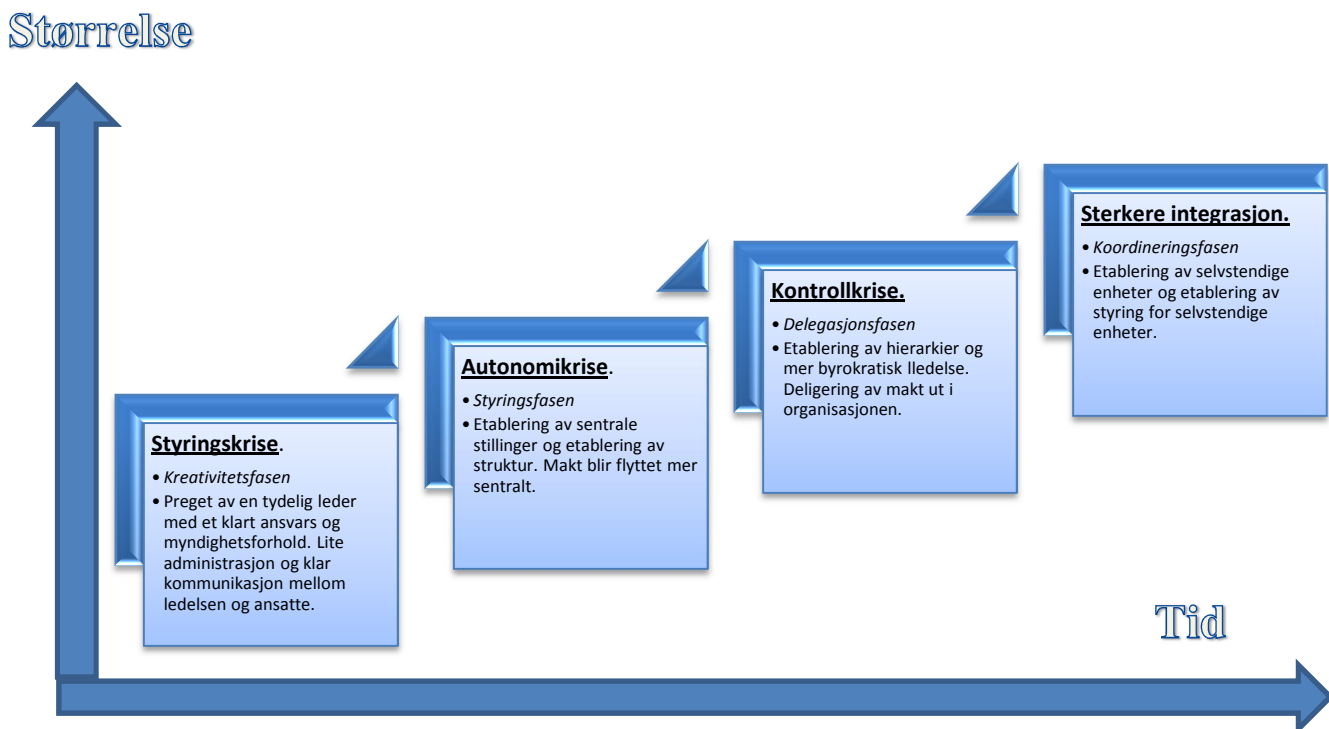 Størrelse
Styringskrise.
• Kreativitetsfasen
• Preget av en tydelig leder
med et klart ansvars og
myndighetsforhold. Lite
administrasjon og klar
kommunikasjon mellom
ledelsen og ansatte.
Autonomikrise.
• Styringsfasen
• Etablering av sentrale
stillinger og etablering av
struktur. Makt blir flyttet mer
sentralt.
Kontrollkrise.
• Delegasjonsfasen
• Etablering av hierarkier og
mer byrokratisk lledelse.
Deligering av makt ut i
organisasjonen.
Sterkere integrasjon.
• Koordineringsfasen
• Etablering av selvstendige
enheter og etablering av
styring for selvstendige
enheter.
Tid